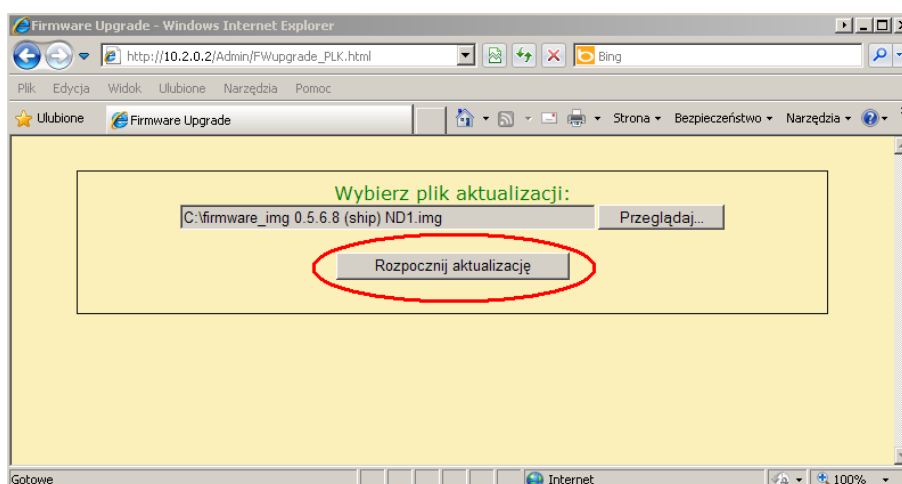 Firmware Upgrade - Windows Internet Explorer
http://10.2.0.2/Admin/FWupgrade_PLK.html
Bing
Plik Edycja Widok Ulubione Narzędzia Pomoc
Ulubione Firmware Upgrade Strona Bezpieczeństwo Narzędzia
Wybierz plik aktualizacji:
C:\firmware_img 0.5.6.8 (ship) ND1.img Przeglądaj...
Rozpocznij aktualizację
Gotowe Internet 100%